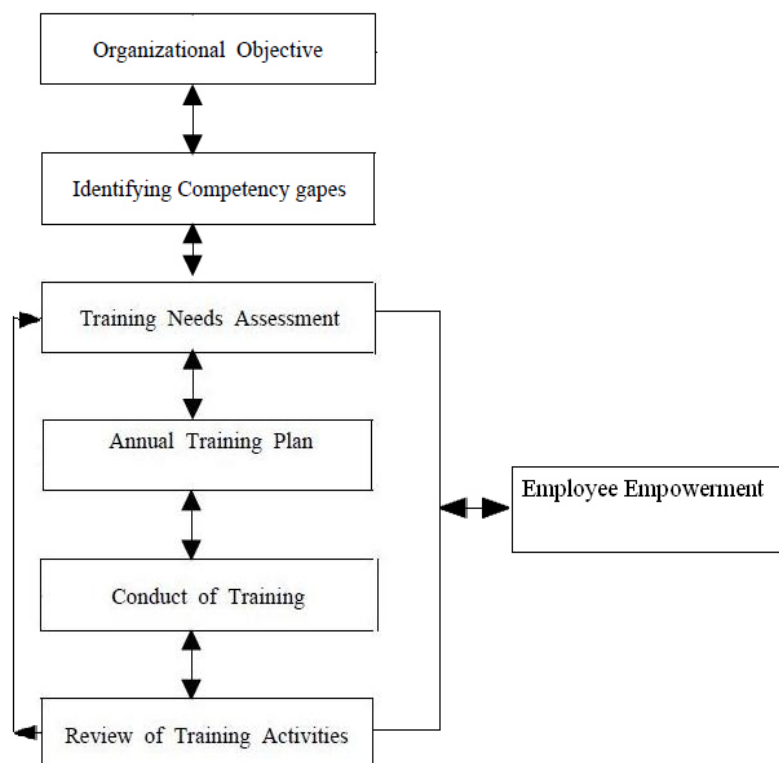 Organizational Objective
Identifying Competency gapes
Training Needs Assessment
Annual Training Plan
Employee Empowerment
Conduct of Training
Review of Training Activities